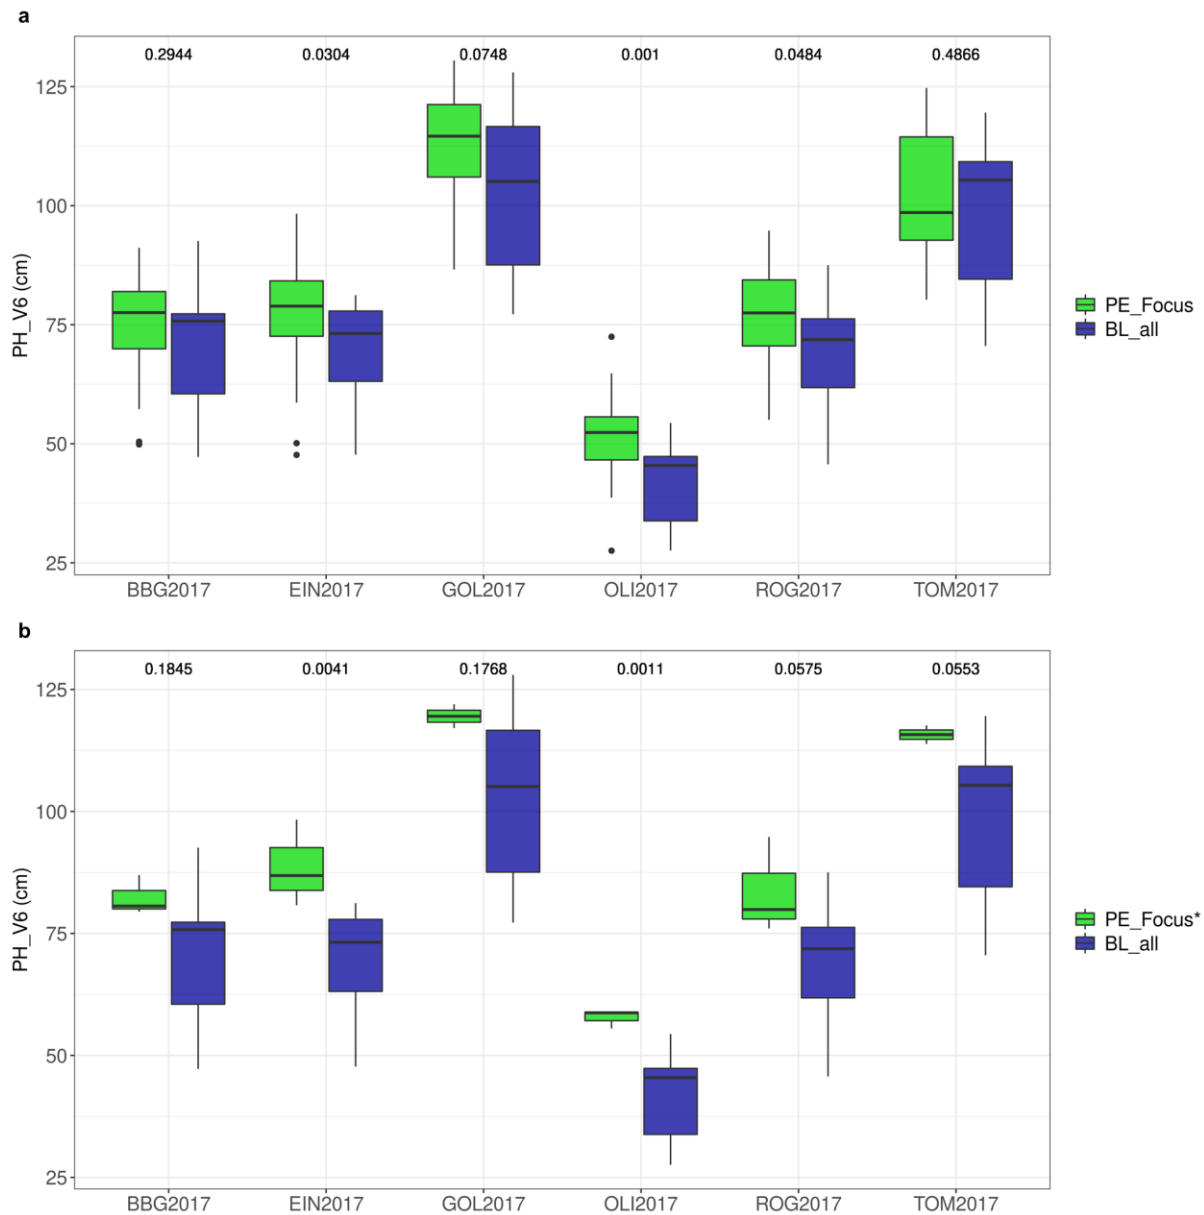 a
0.2944 0.0304 0.0748 0.001 0.0484 0.4866
125
100
75
50
25
PH_V6 (cm)
PE_Focus
BL_all
BBG2017 EIN2017 GOL2017 OLI2017 ROG2017 TOM2017
b
0.1845 0.0041 0.1768 0.0011 0.0575 0.0553
125
100
75
50
25
PH_V6 (cm)
PE_Focus*
BL_all
BBG2017 EIN2017 GOL2017 OLI2017 ROG2017 TOM2017